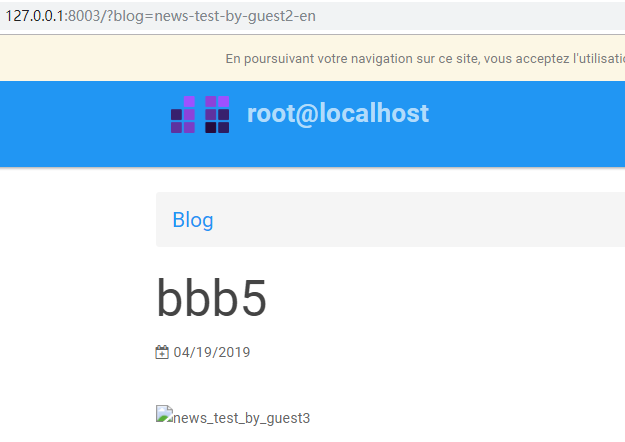 127.0.0.1:8003/?blog=news-test-by-guest2-en
En poursuivant votre navigation sur ce site, vous acceptez l'utilisati
root@localhost
Blog
bbb5
04/19/2019
news_test_by_guest3